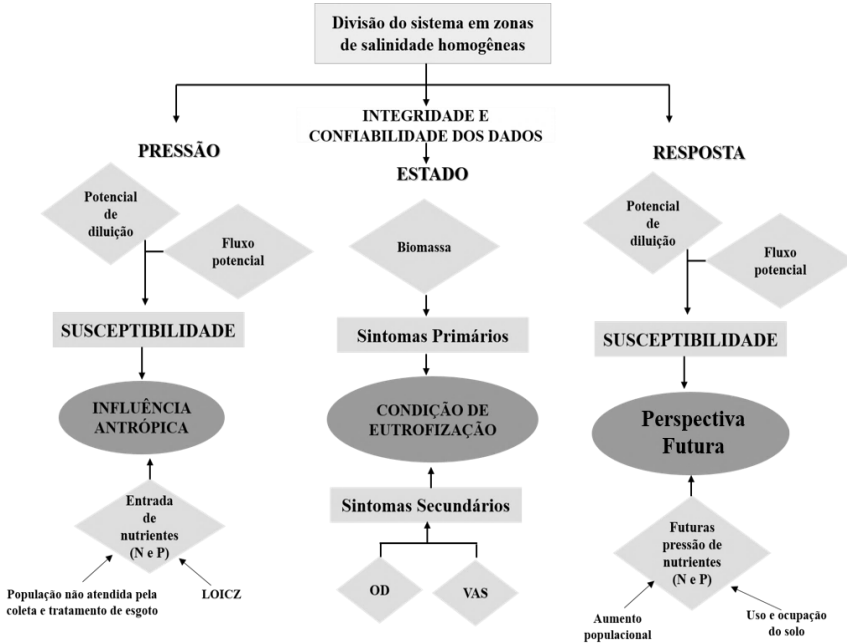 Divisão do sistema em zonas
de salinidade homogêneas
PRESSÃO
Potencial
de
diluição
Fluxo
potencial
SUSCEPTIBILIDADE
INFLUÊNCIA
ANTRÓPICA
Entrada
de
nutrientes
(N e P)
População não atendida pela
coleta e tratamento de esgoto
LOICZ
INTEGRIDADE E
CONFIABILIDADE DOS DADOS
ESTADO
Biomassa
Sintomas Primários
CONDIÇÃO DE
EUTROFIZAÇÃO
Sintomas Secundários
OD
VAS
RESPOSTA
Potencial
de
diluição
Fluxo
potencial
SUSCEPTIBILIDADE
Perspectiva
Futura
Futuras
pressão de
nutrientes
(N e P)
Aumento
populacional
Uso e ocupação
do solo